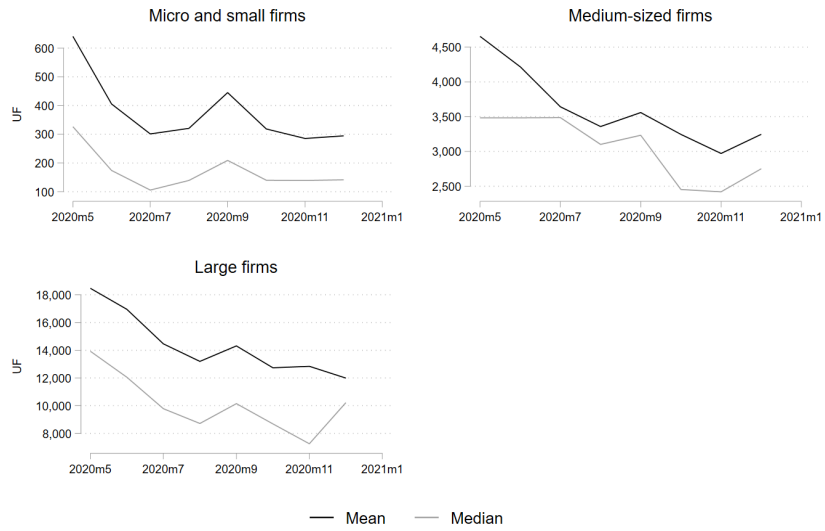 Micro and small firms
UF
600
500
400
300
200
100
2020m5 2020m7 2020m9 2020m11 2021m1
Medium-sized firms
4,500
4,000
3,500
3,000
2,500
2020m5 2020m7 2020m9 2020m11 2021m1
Large firms
UF
18,000
16,000
14,000
12,000
10,000
8,000
2020m5 2020m7 2020m9 2020m11 2021m1
Mean Median